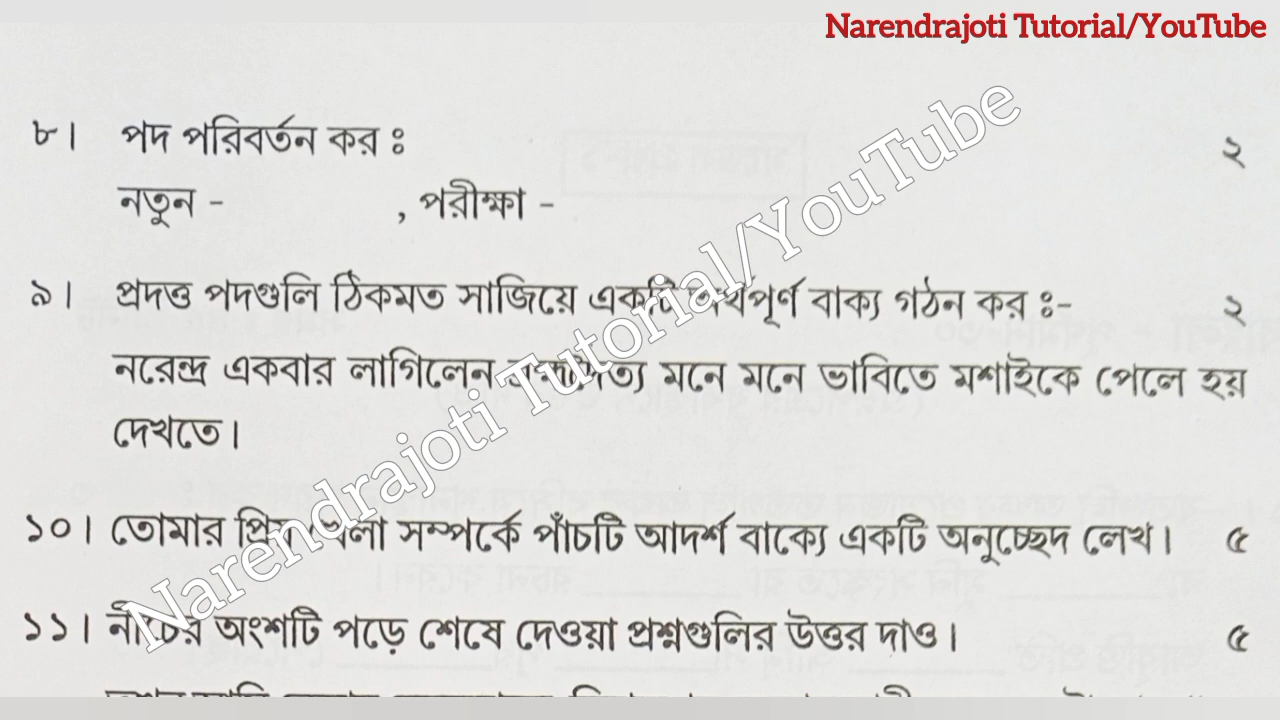 Narendrajoti Tutorial/YouTube
৮। পদ পরিবর্তন কর ঃ ২
নতুন - , পরীক্ষা -
৯। প্রদত্ত পদগুলি ঠিকমত সাজিয়ে একটি অর্থপূর্ণ বাক্য গঠন কর ঃ- ২
নরেন্দ্র একবার লাগিলেন ব্রহ্মদৈত্য মনে মনে ভাবিতে মশাইকে পেলে হয়
দেখতে।
১০। তোমার প্রিয় খেলা সম্পর্কে পাঁচটি আদর্শ বাক্যে একটি অনুচ্ছেদ লেখ। ৫
১১। নীচের অংশটি পড়ে শেষে দেওয়া প্রশ্নগুলির উত্তর দাও। ৫
Narendrajoti Tutorial/YouTube